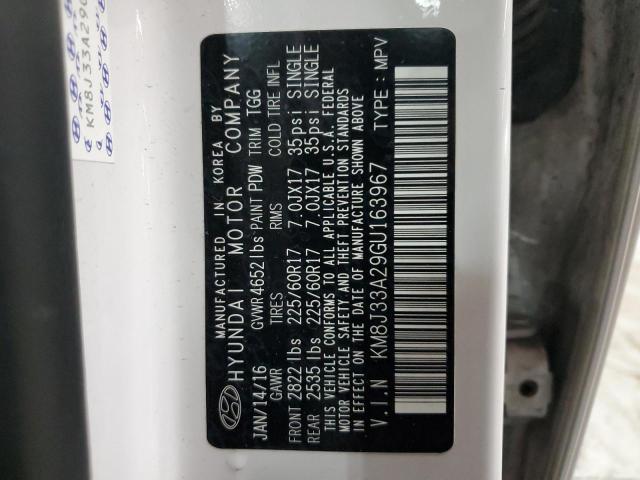 KM8J33A29G
MANUFACTURED IN KOREA BY
HYUNDAI MOTOR COMPANY
JAN/14/16 GVWR 4652 lbs PAINT PDW TRIM TGG
GAWR TIRES RIMS COLD TIRE INFL
FRONT 2822 lbs 225/60R17 7.0JX17 35psi SINGLE
REAR 2535 lbs 225/60R17 7.0JX17 35psi SINGLE
THIS VEHICLE CONFORMS TO ALL APPLICABLE U.S.A. FEDERAL
MOTOR VEHICLE SAFETY AND THEFT PREVENTION STANDARDS
IN EFFECT ON THE DATE OF MANUFACTURE SHOWN ABOVE
V.I.N KM8J33A29GU163967 TYPE : MPV